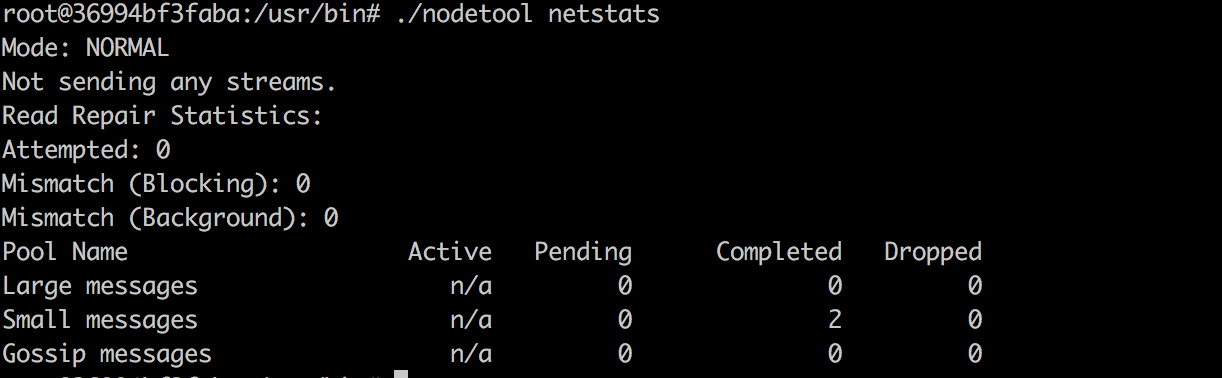 root@36994bf3faba:/usr/bin# ./nodetool netstats
Mode: NORMAL
Not sending any streams.
Read Repair Statistics:
Attempted: 0
Mismatch (Blocking): 0
Mismatch (Background): 0
Pool Name Active Pending Completed Dropped
Large messages n/a 0 0 0
Small messages n/a 0 2 0
Gossip messages n/a 0 0 0